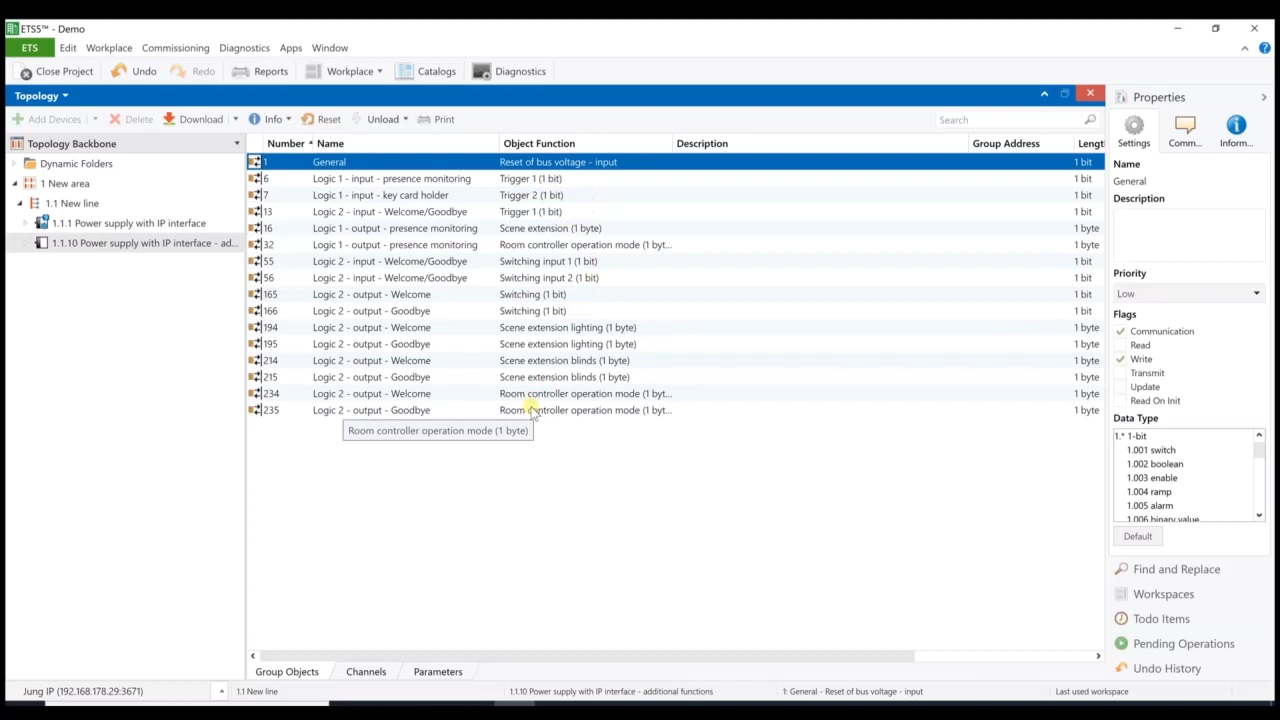 ETS5™ - Demo
ETS Edit Workplace Commissioning Diagnostics Apps Window
Close Project Undo Redo Reports Workplace Catalogs Diagnostics
Topology
Add Devices Delete Download Info Reset Unload Print Search
Topology Backbone
Dynamic Folders
1 New area
1.1 New line
1.1.1 Power supply with IP interface
1.1.10 Power supply with IP interface - ad...
Number Name Object Function Description Group Address Lengt
1 General Reset of bus voltage - input 1 bit
6 Logic 1 - input - presence monitoring Trigger 1 (1 bit) 1 bit
7 Logic 1 - input - key card holder Trigger 2 (1 bit) 1 bit
13 Logic 2 - input - Welcome/Goodbye Trigger 1 (1 bit) 1 bit
16 Logic 1 - output - presence monitoring Scene extension (1 byte) 1 byte
32 Logic 1 - output - presence monitoring Room controller operation mode (1 byt... 1 byte
55 Logic 2 - input - Welcome/Goodbye Switching input 1 (1 bit) 1 bit
56 Logic 2 - input - Welcome/Goodbye Switching input 2 (1 bit) 1 bit
165 Logic 2 - output - Welcome Switching (1 bit) 1 bit
166 Logic 2 - output - Goodbye Switching (1 bit) 1 bit
194 Logic 2 - output - Welcome Scene extension lighting (1 byte) 1 byte
195 Logic 2 - output - Goodbye Scene extension lighting (1 byte) 1 byte
214 Logic 2 - output - Welcome Scene extension blinds (1 byte) 1 byte
215 Logic 2 - output - Goodbye Scene extension blinds (1 byte) 1 byte
234 Logic 2 - output - Welcome Room controller operation mode (1 byt... 1 byte
235 Logic 2 - output - Goodbye Room controller operation mode (1 byt... 1 byte
Room controller operation mode (1 byte)
Group Objects Channels Parameters
Properties
Settings Comm... Inform...
Name
General
Description
Priority
Low
Flags
Communication
Read
Write
Transmit
Update
Read On Init
Data Type
1.* 1-bit
1.001 switch
1.002 boolean
1.003 enable
1.004 ramp
1.005 alarm
1.006 binary value
Default
Find and Replace
Workspaces
Todo Items
Pending Operations
Undo History
Jung IP (192.168.178.29:3671) 1.1 New line 1.1.10 Power supply with IP interface - additional functions 1: General - Reset of bus voltage - input Last used workspace